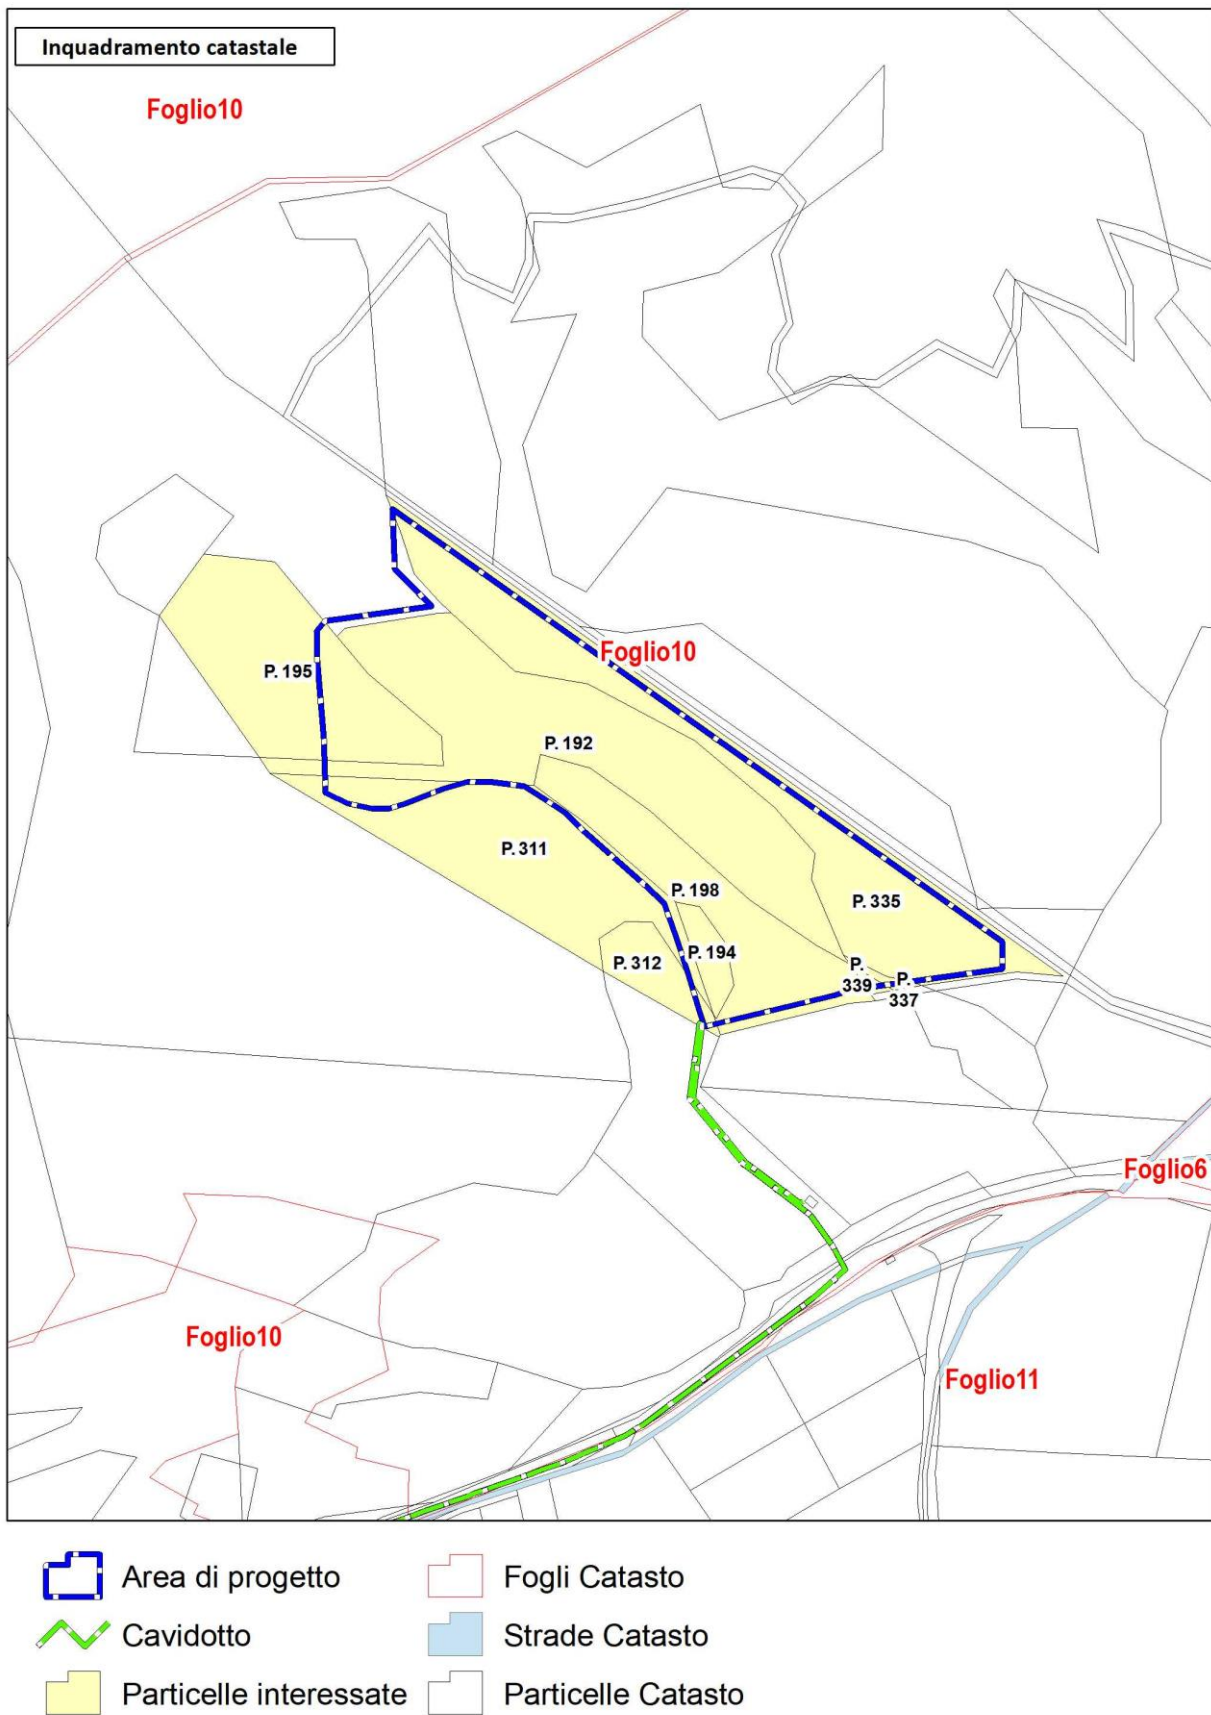 Inquadramento catastale
Foglio10
Foglio10
P. 195
P. 192
P. 311
P. 198
P. 335
P. 194
P. 312
P.
339
P.
337
Foglio6
Foglio10
Foglio11
Area di progetto
Fogli Catasto
Cavidotto
Strade Catasto
Particelle interessate
Particelle Catasto